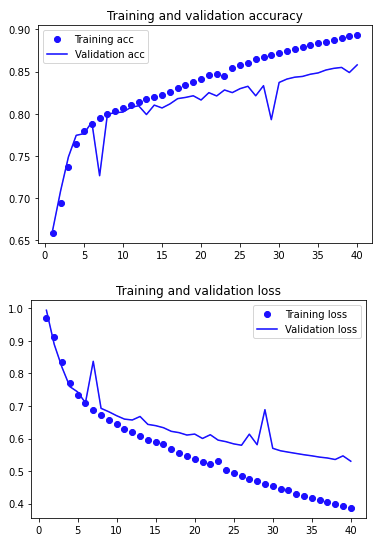 Training and validation accuracy
Training acc
Validation acc
0.90
0.85
0.80
0.75
0.70
0.65
0 5 10 15 20 25 30 35 40
Training and validation loss
Training loss
Validation loss
1.0
0.9
0.8
0.7
0.6
0.5
0.4
0 5 10 15 20 25 30 35 40